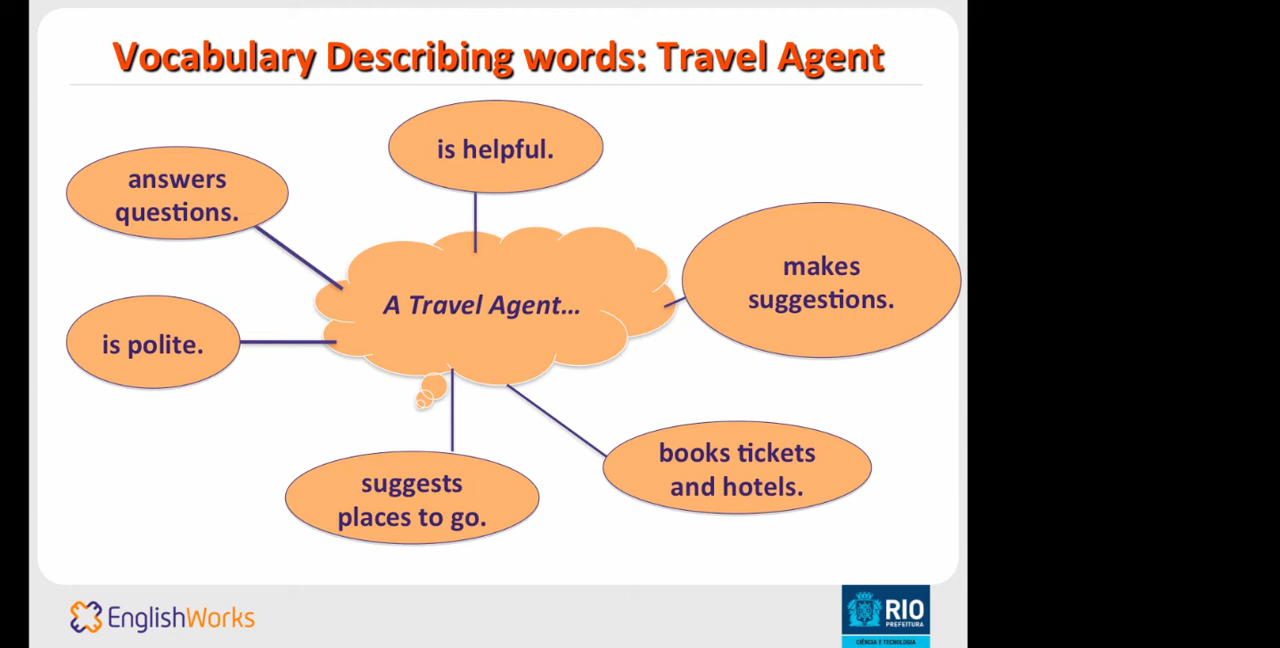 Vocabulary Describing words: Travel Agent
is helpful.
answers
questions.
makes
suggestions.
A Travel Agent...
is polite.
books tickets
and hotels.
suggests
places to go.
EnglishWorks
RIO
PREFEITURA
CIÊNCIA E TECNOLOGIA